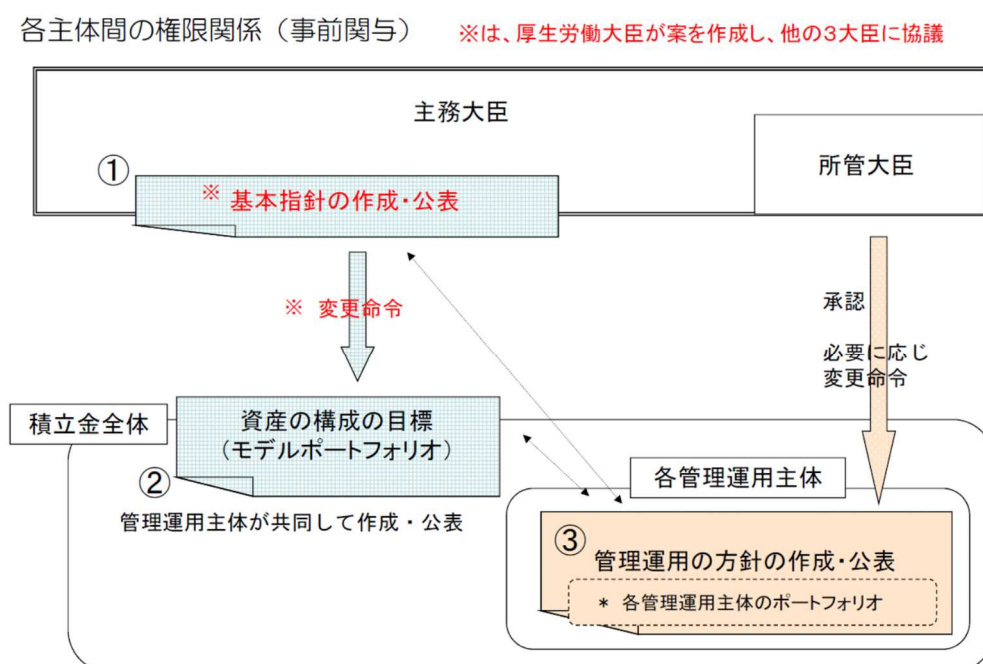 各主体間の権限関係（事前関与）
※は、厚生労働大臣が案を作成し、他の３大臣に協議
主務大臣
所管大臣
①
※ 基本指針の作成・公表
※ 変更命令
承認
必要に応じ
変更命令
積立金全体
資産の構成の目標
（モデルポートフォリオ）
②
管理運用主体が共同して作成・公表
各管理運用主体
③
管理運用の方針の作成・公表
* 各管理運用主体のポートフォリオ